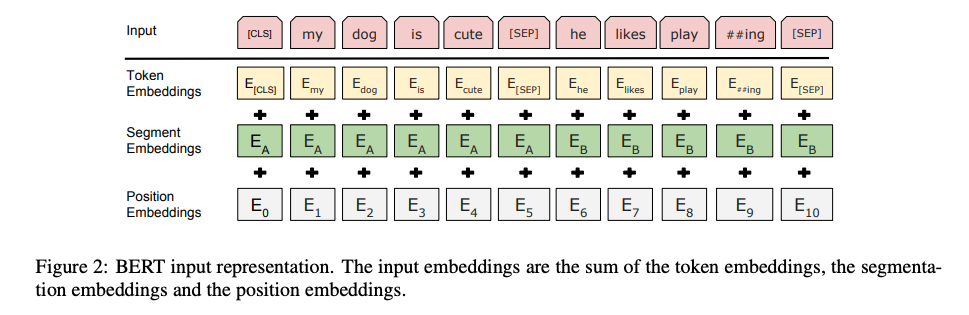 Input [CLS] my dog is cute [SEP] he likes play ##ing [SEP]
Token
Embeddings E[CLS] Emy Edog Eis Ecute E[SEP] Ehe Elikes Eplay E##ing E[SEP]
+ + + + + + + + + + +
Segment
Embeddings EA EA EA EA EA EA EB EB EB EB EB
+ + + + + + + + + + +
Position
Embeddings E0 E1 E2 E3 E4 E5 E6 E7 E8 E9 E10
Figure 2: BERT input representation. The input embeddings are the sum of the token embeddings, the segmenta-
tion embeddings and the position embeddings.